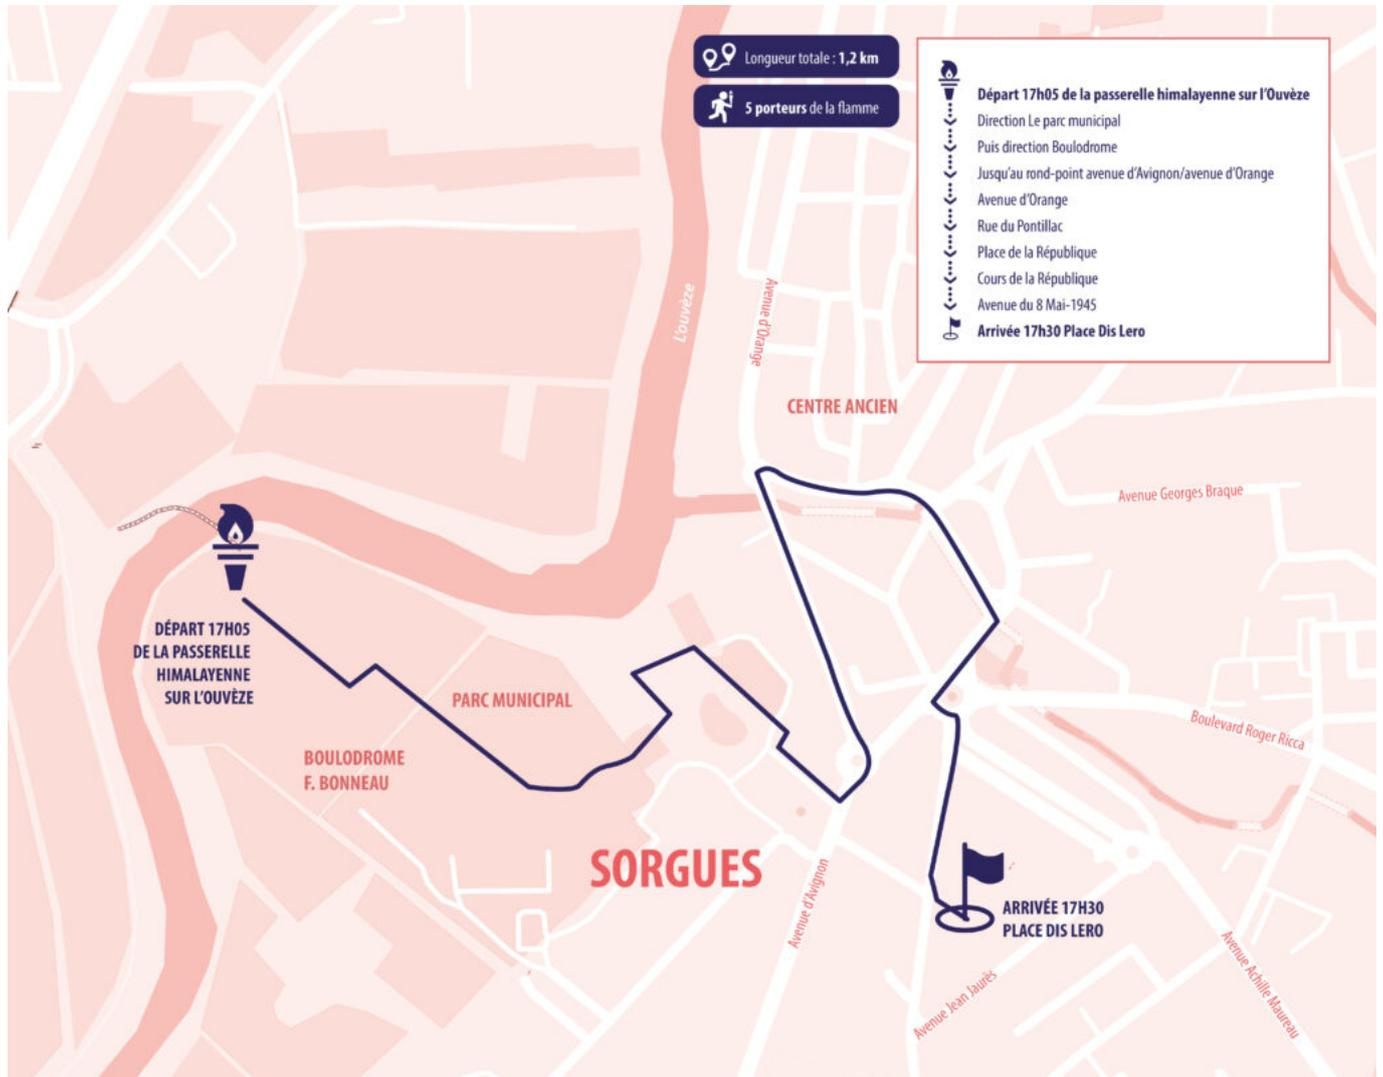 Longueur totale : 1,2 km
5 porteurs de la flamme
Départ 17h05 de la passerelle himalayenne sur l'Ouvèze
Direction Le parc municipal
Puis direction Boulodrome
Jusqu'au rond-point avenue d'Avignon/avenue d'Orange
Avenue d'Orange
Rue du Pontillac
Place de la République
Cours de la République
Avenue du 8 Mai-1945
Arrivée 17h30 Place Dis Lero
L'ouvèze
Avenue d'Orange
CENTRE ANCIEN
Avenue Georges Braque
DÉPART 17H05
DE LA PASSERELLE
HIMALAYENNE
SUR L'OUVÈZE
PARC MUNICIPAL
BOULODROME
F. BONNEAU
Boulevard Roger Ricca
SORGUES
Avenue d'Avignon
ARRIVÉE 17H30
PLACE DIS LERO
Avenue Jean Jaurès
Avenue Achille Maureau